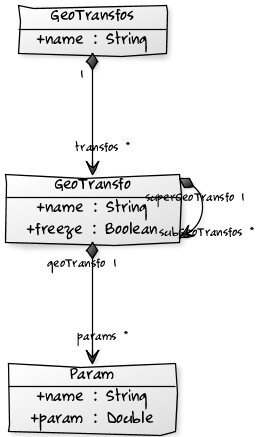 GeoTransfos
+name : String
1
transfos *
GeoTransfo
+name : String
superGeoTransfo 1
+freeze : Boolean
subGeoTransfos *
geoTransfo 1
params *
Param
+name : String
+param : Double